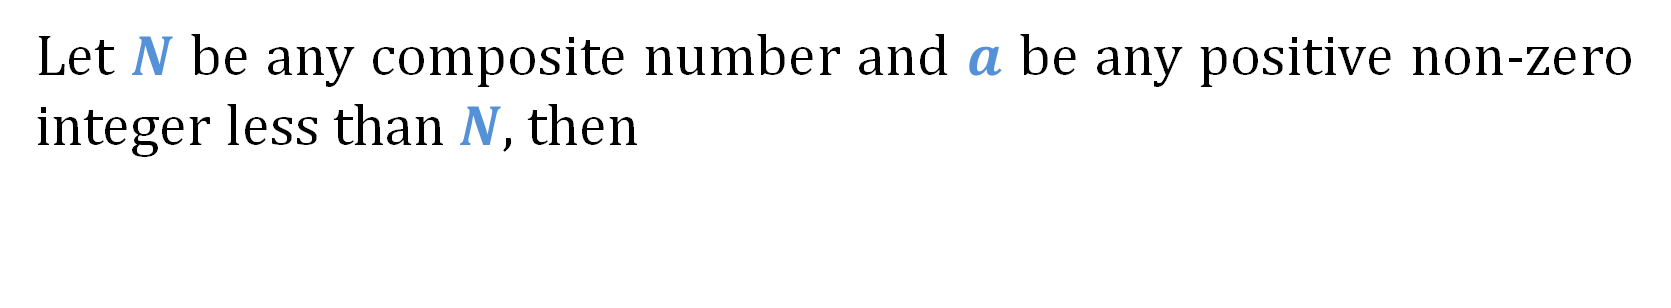 Let N be any composite number and a be any positive non-zero
integer less than N, then